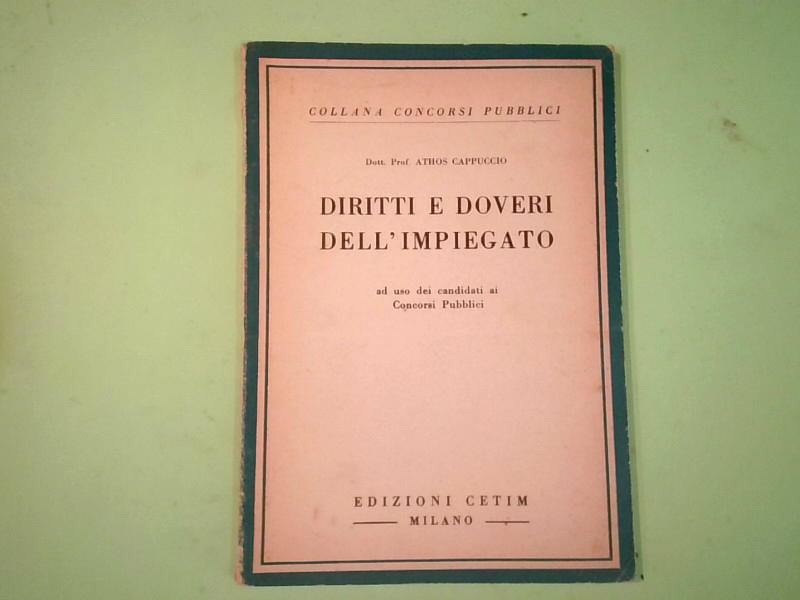 COLLANA CONCORSI PUBBLICI
Dott. Prof. ATHOS CAPPUCCIO
DIRITTI E DOVERI
DELL'IMPIEGATO
ad uso dei candidati ai
Concorsi Pubblici
EDIZIONI CETIM
MILANO